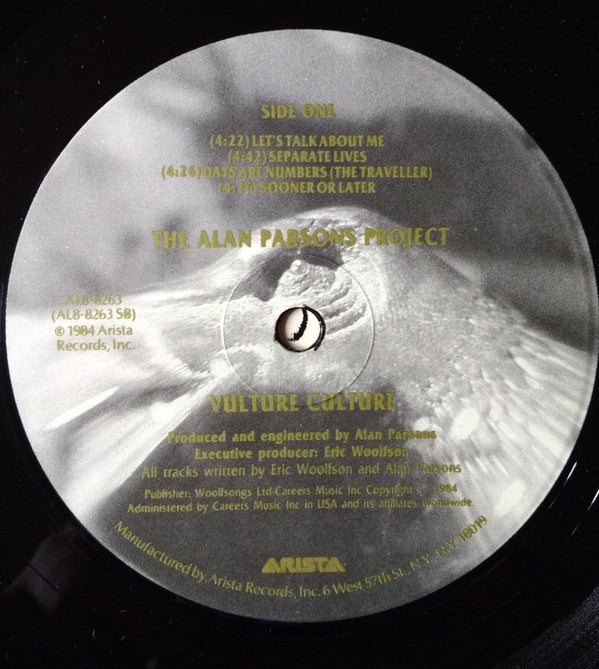 SIDE ONE
(4:22) LET'S TALK ABOUT ME
(4:42) SEPARATE LIVES
(4:26) DAYS ARE NUMBERS (THE TRAVELLER)
(4:26) SOONER OR LATER
THE ALAN PARSONS PROJECT
AL8-8263
(AL8-8263 SB)
℗ 1984 Arista
Records, Inc.
VULTURE CULTURE
Produced and engineered by Alan Parsons
Executive producer: Eric Woolfson
All tracks written by Eric Woolfson and Alan Parsons
Publisher: Woolfsongs Ltd/Careers Music Inc Copyright © 1984
Administered by Careers Music Inc in USA and its affiliates worldwide
ARISTA
Manufactured by Arista Records, Inc. 6 West 57th St., N.Y., N.Y. 10019